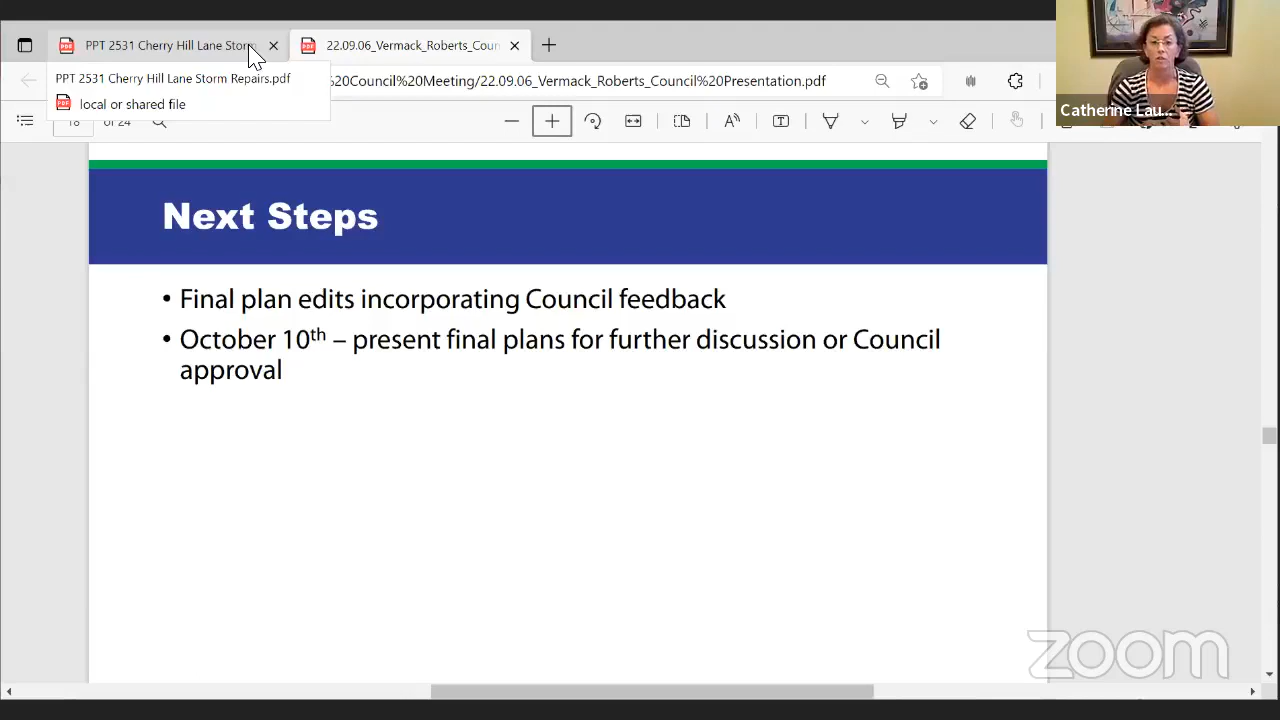 PPT 2531 Cherry Hill Lane Storm
22.09.06_Vermack_Roberts_Coun
PPT 2531 Cherry Hill Lane Storm Repairs.pdf
%20Council%20Meeting/22.09.06_Vermack_Roberts_Council%20Presentation.pdf
local or shared file
18 of 24
Catherine Lau...
Next Steps
• Final plan edits incorporating Council feedback
• October 10th – present final plans for further discussion or Council
approval
zoom